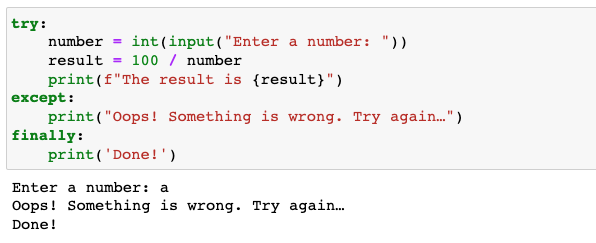 try:
    number = int(input("Enter a number: "))
    result = 100 / number
    print(f"The result is {result}")
except:
    print("Oops! Something is wrong. Try again…")
finally:
    print('Done!')
Enter a number: a
Oops! Something is wrong. Try again…
Done!